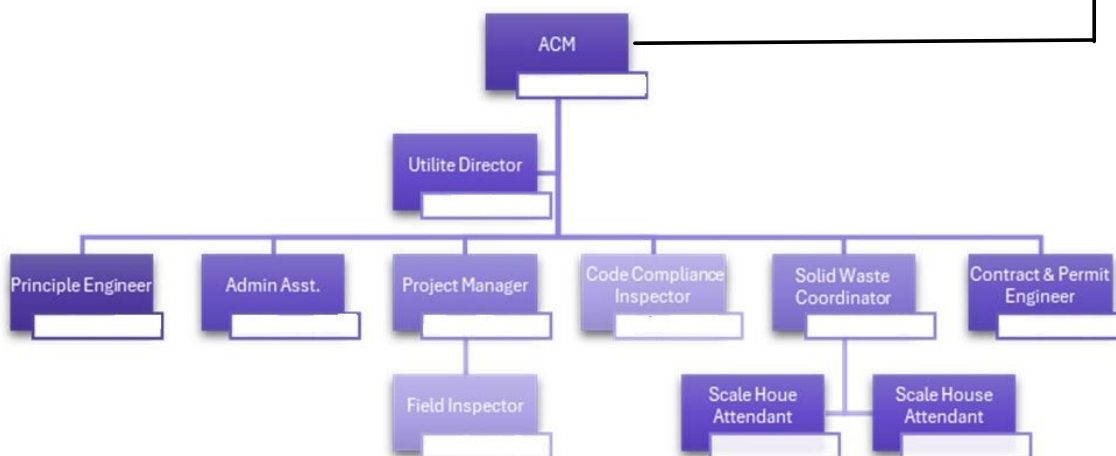 ACM
Utilite Director
Principle Engineer
Admin Asst.
Project Manager
Code Compliance
Inspector
Solid Waste
Coordinator
Contract & Permit
Engineer
Field Inspector
Scale Houe
Attendant
Scale House
Attendant